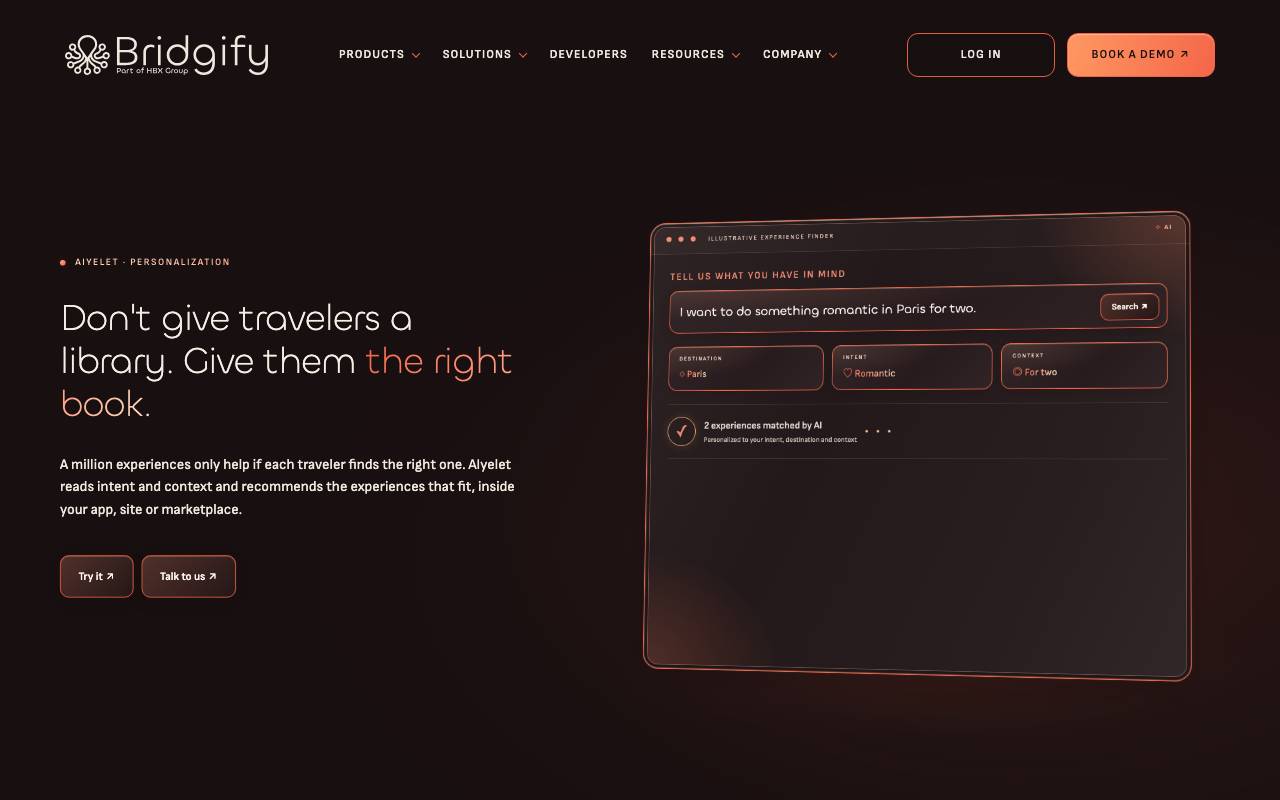 Bridgify
Part of HBX Group
PRODUCTS
SOLUTIONS
DEVELOPERS
RESOURCES
COMPANY
LOG IN
BOOK A DEMO ↗
AIYELET · PERSONALIZATION
Don't give travelers a
library. Give them the right
book.
A million experiences only help if each traveler finds the right one. AIyelet
reads intent and context and recommends the experiences that fit, inside
your app, site or marketplace.
Try it ↗
Talk to us ↗
ILLUSTRATIVE EXPERIENCE FINDER
AI
TELL US WHAT YOU HAVE IN MIND
I want to do something romantic in Paris for two.
Search ↗
DESTINATION
Paris
INTENT
♡ Romantic
CONTEXT
◎ For two
2 experiences matched by AI
Personalized to your intent, destination and context